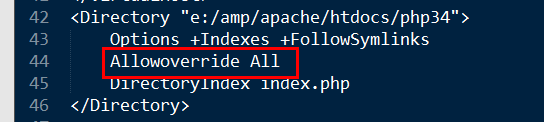 42 <Directory "e:/amp/apache/htdocs/php34">
43 Options +Indexes +FollowSymlinks
44 Allowoverride All
45 DirectoryIndex index.php
46 </Directory>